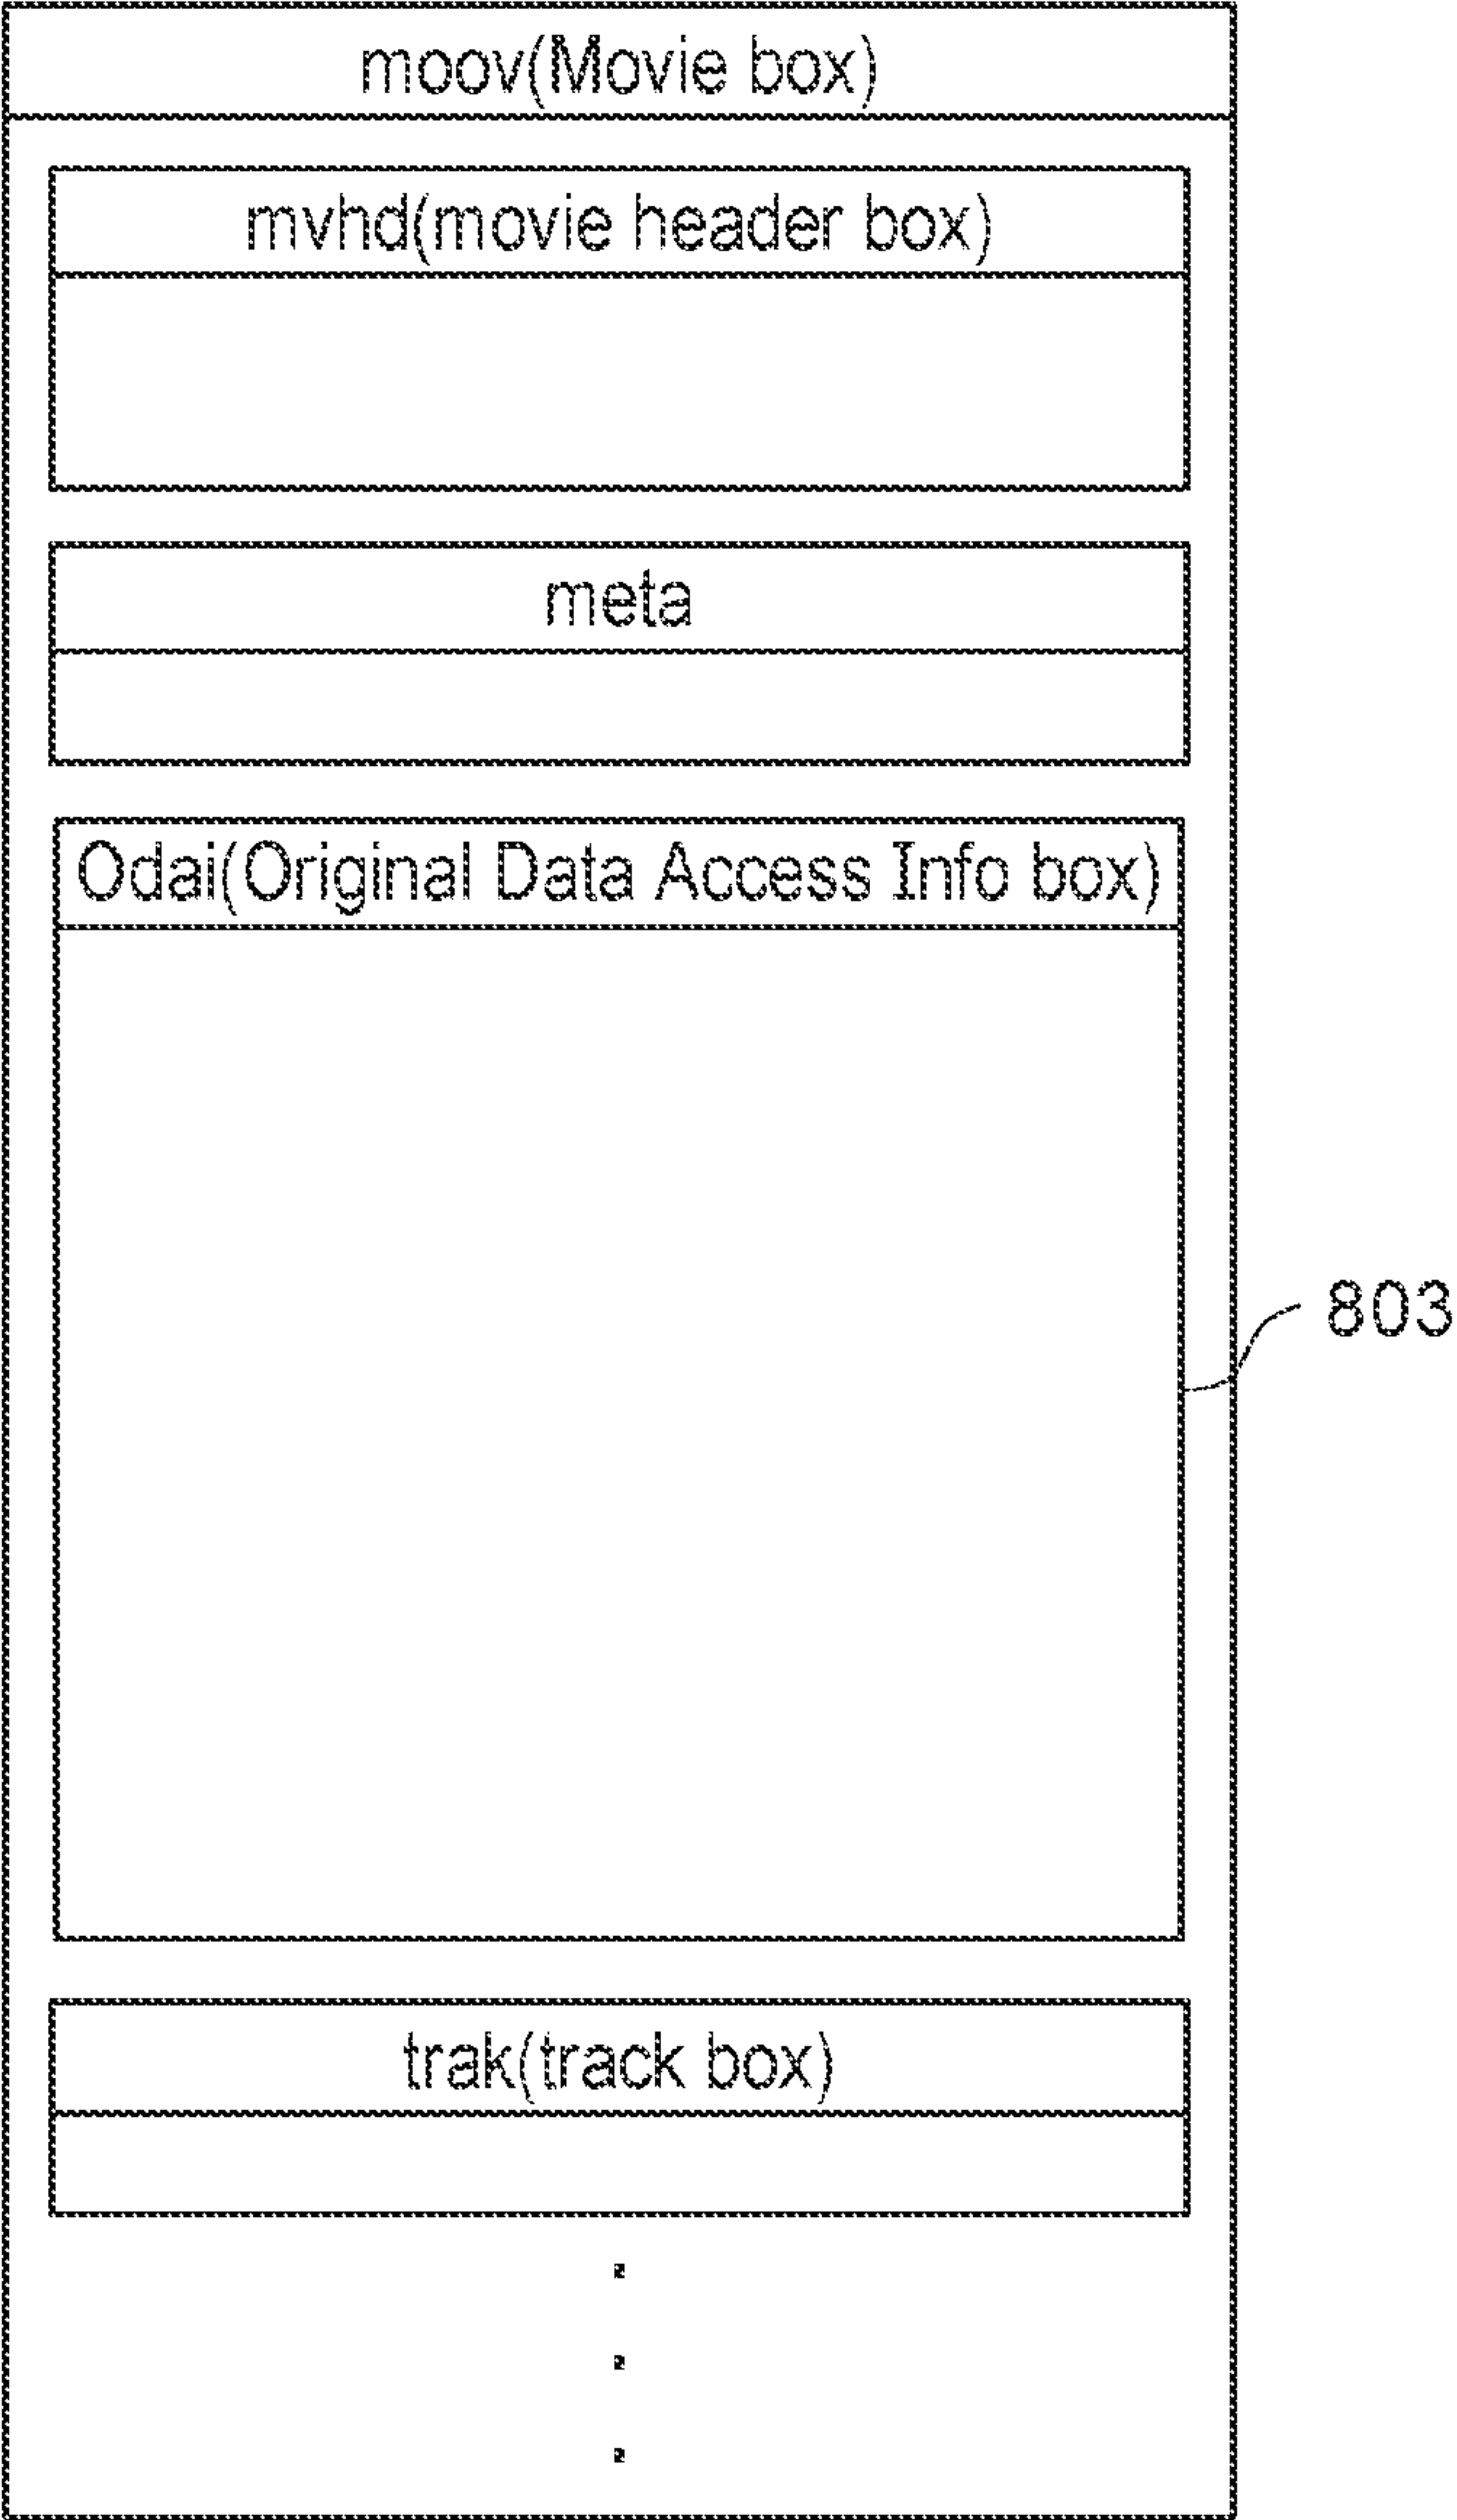 moov(Movie box)
mvhd(movie header box)
meta
Odai(Original Data Access Info box)
803
trak(track box)